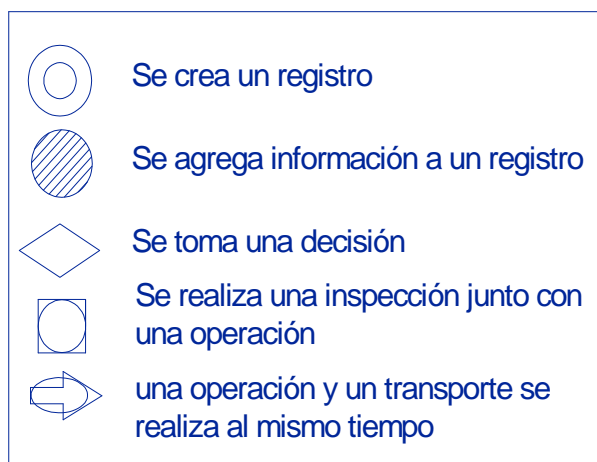 Se crea un registro
Se agrega información a un registro
Se toma una decisión
Se realiza una inspección junto con
una operación
una operación y un transporte se
realiza al mismo tiempo